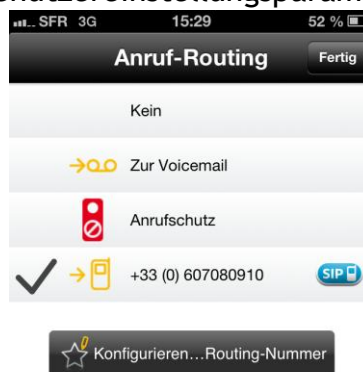 SFR 3G 15:29 52 %
Anruf-Routing Fertig
Kein
Zur Voicemail
Anrufschutz
+33 (0) 607080910 SIP
Konfigurieren...Routing-Nummer